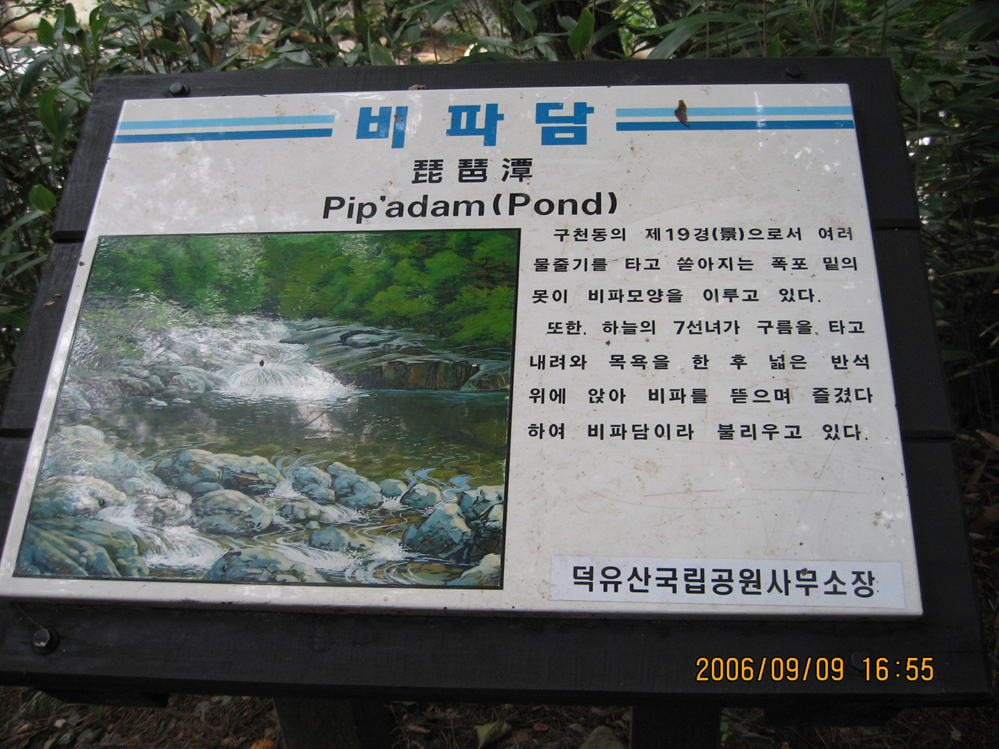 비파담
琵琶潭
Pip'adam(Pond)
구천동의 제19경(景)으로서 여러
물줄기를 타고 쏟아지는 폭포 밑의
못이 비파모양을 이루고 있다.
또한, 하늘의 7선녀가 구름을 타고
내려와 목욕을 한 후 넓은 반석
위에 앉아 비파를 뜯으며 즐겼다
하여 비파담이라 불리우고 있다.
덕유산국립공원사무소장
2006/09/09 16:55